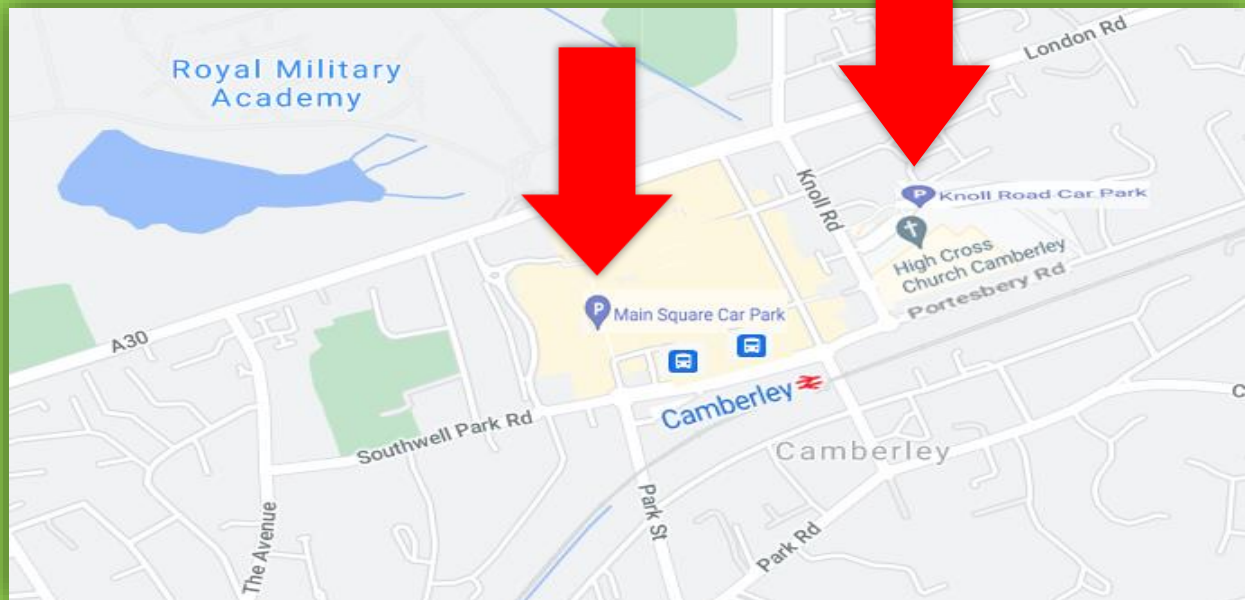 Royal Military
Academy
London Rd
Knoll Rd
P Knoll Road Car Park
High Cross
Church Camberley
Portesbery Rd
P Main Square Car Park
A30
Camberley
Southwell Park Rd
Camberley
The Avenue
Park St
Park Rd
C